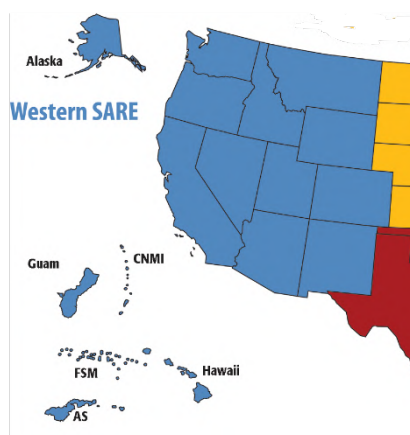 Alaska
Western SARE
CNMI
Guam
FSM
Hawaii
AS